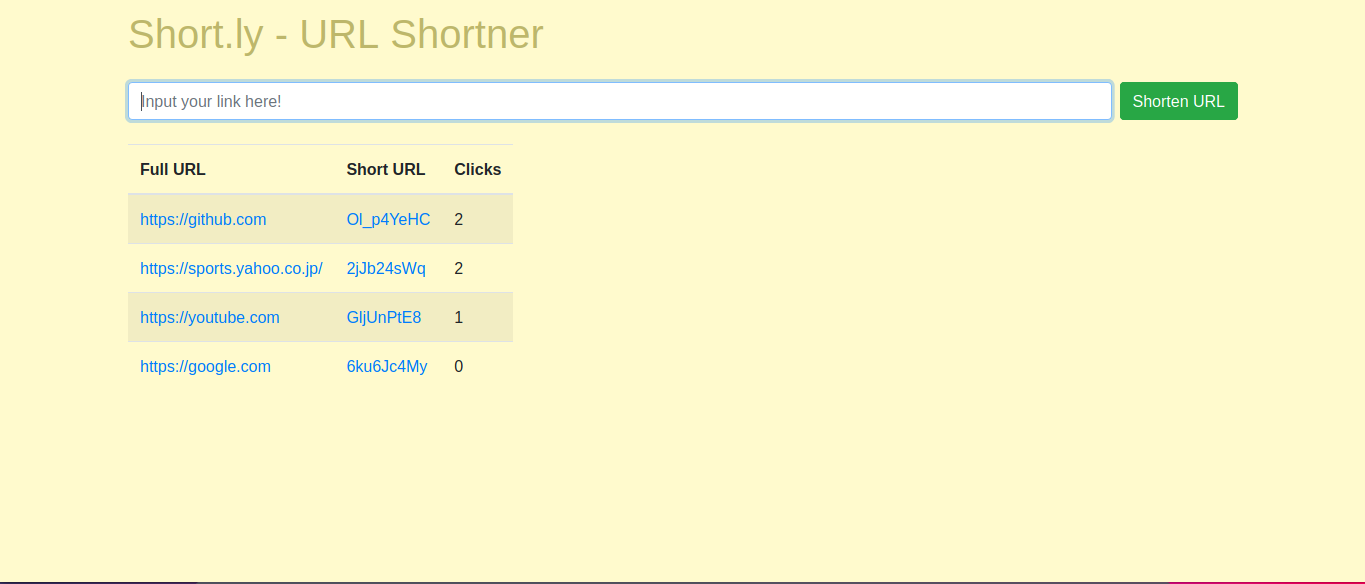 Short.ly - URL Shortner
Input your link here!
Shorten URL
Full URL Short URL Clicks
https://github.com Ol_p4YeHC 2
https://sports.yahoo.co.jp/ 2jJb24sWq 2
https://youtube.com GljUnPtE8 1
https://google.com 6ku6Jc4My 0